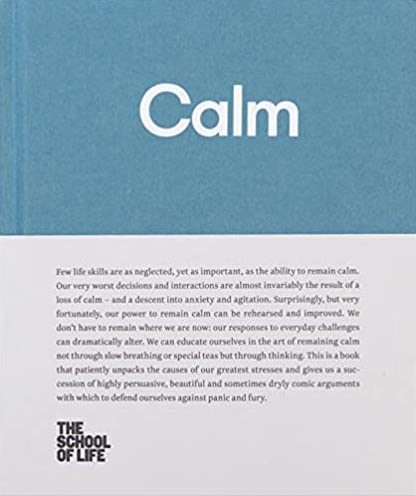 Calm
Few life skills are as neglected, yet as important, as the ability to remain calm.
Our very worst decisions and interactions are almost invariably the result of a
loss of calm – and a descent into anxiety and agitation. Surprisingly, but very
fortunately, our power to remain calm can be rehearsed and improved. We
don't have to remain where we are now: our responses to everyday challenges
can dramatically alter. We can educate ourselves in the art of remaining calm
not through slow breathing or special teas but through thinking. This is a book
that patiently unpacks the causes of our greatest stresses and gives us a suc-
cession of highly persuasive, beautiful and sometimes dryly comic arguments
with which to defend ourselves against panic and fury.
THE
SCHOOL
OF LIFE